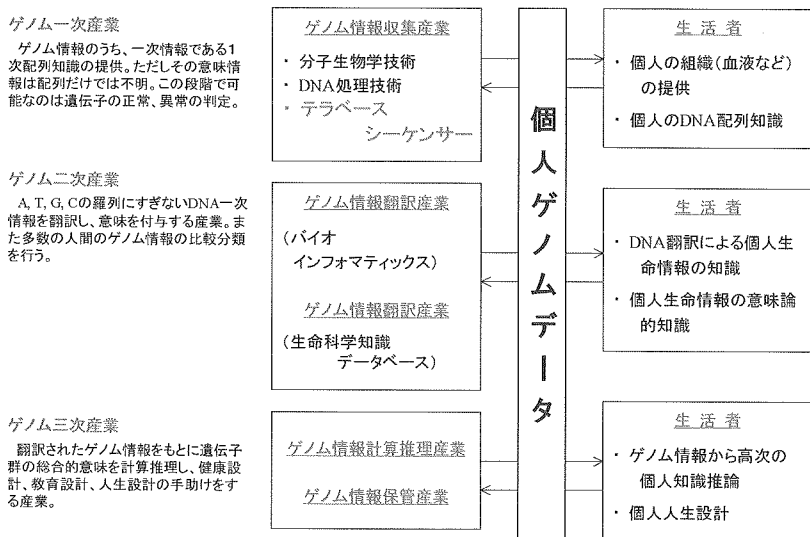 ゲノム一次産業
ゲノム情報のうち、一次情報である1
次配列知識の提供。ただしその意味情
報は配列だけでは不明。この段階で可
能なのは遺伝子の正常、異常の判定。
ゲノム情報収集産業
・ 分子生物学技術
・ DNA処理技術
・ テラベース
シーケンサー
生 活 者
・ 個人の組織(血液など)
の提供
・ 個人のDNA配列知識
個人ゲノムデータ
ゲノム二次産業
A, T, G, Cの羅列にすぎないDNA一次
情報を翻訳し、意味を付与する産業。ま
た多数の人間のゲノム情報の比較分類
を行う。
ゲノム情報翻訳産業
(バイオ
インフォマティックス)
ゲノム情報翻訳産業
(生命科学知識
データベース)
生 活 者
・ DNA翻訳による個人生
命情報の知識
・ 個人生命情報の意味論
的知識
ゲノム三次産業
翻訳されたゲノム情報をもとに遺伝子
群の総合的意味を計算推理し、健康設
計、教育設計、人生設計の手助けをす
る産業。
ゲノム情報計算推理産業
ゲノム情報保管産業
生 活 者
・ ゲノム情報から高次の
個人知識推論
・ 個人人生設計